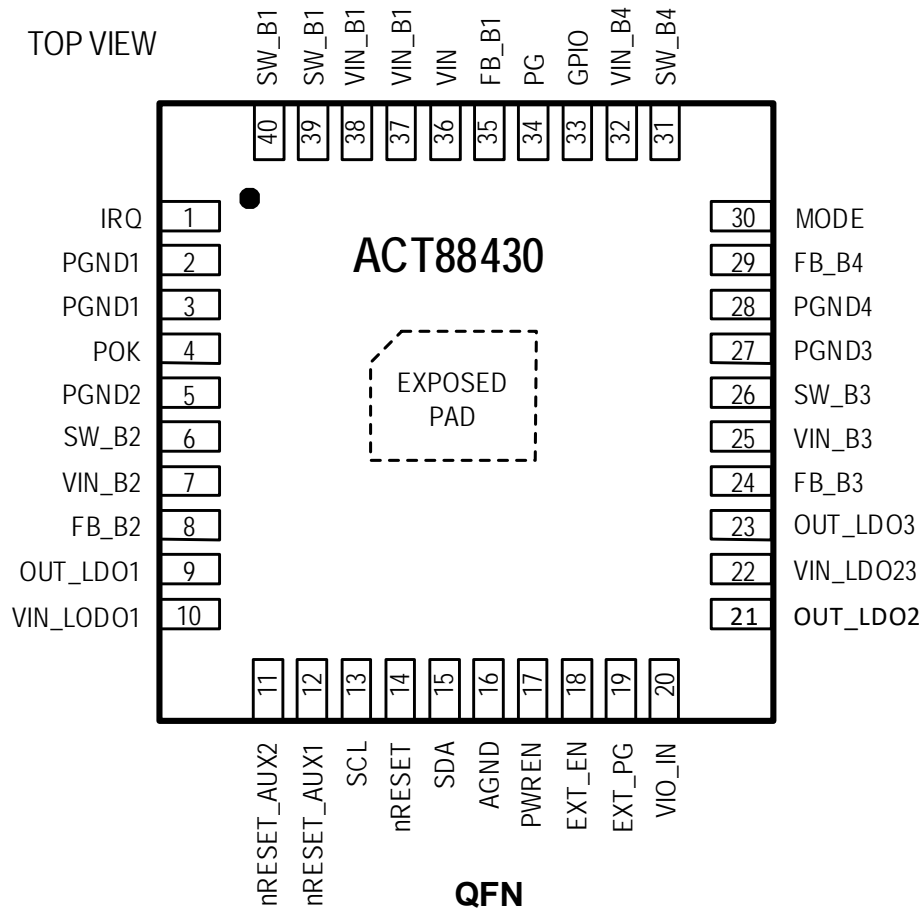 TOP VIEW
SW_B1
SW_B1
VIN_B1
VIN_B1
VIN
FB_B1
PG
GPIO
VIN_B4
SW_B4
40
39
38
37
36
35
34
33
32
31
IRQ 1
PGND1 2
PGND1 3
POK 4
PGND2 5
SW_B2 6
VIN_B2 7
FB_B2 8
OUT_LDO1 9
VIN_LODO1 10
ACT88430
EXPOSED
PAD
30 MODE
29 FB_B4
28 PGND4
27 PGND3
26 SW_B3
25 VIN_B3
24 FB_B3
23 OUT_LDO3
22 VIN_LDO23
21 OUT_LDO2
11
12
13
14
15
16
17
18
19
20
nRESET_AUX2
nRESET_AUX1
SCL
nRESET
SDA
AGND
PWREN
EXT_EN
EXT_PG
VIO_IN
QFN